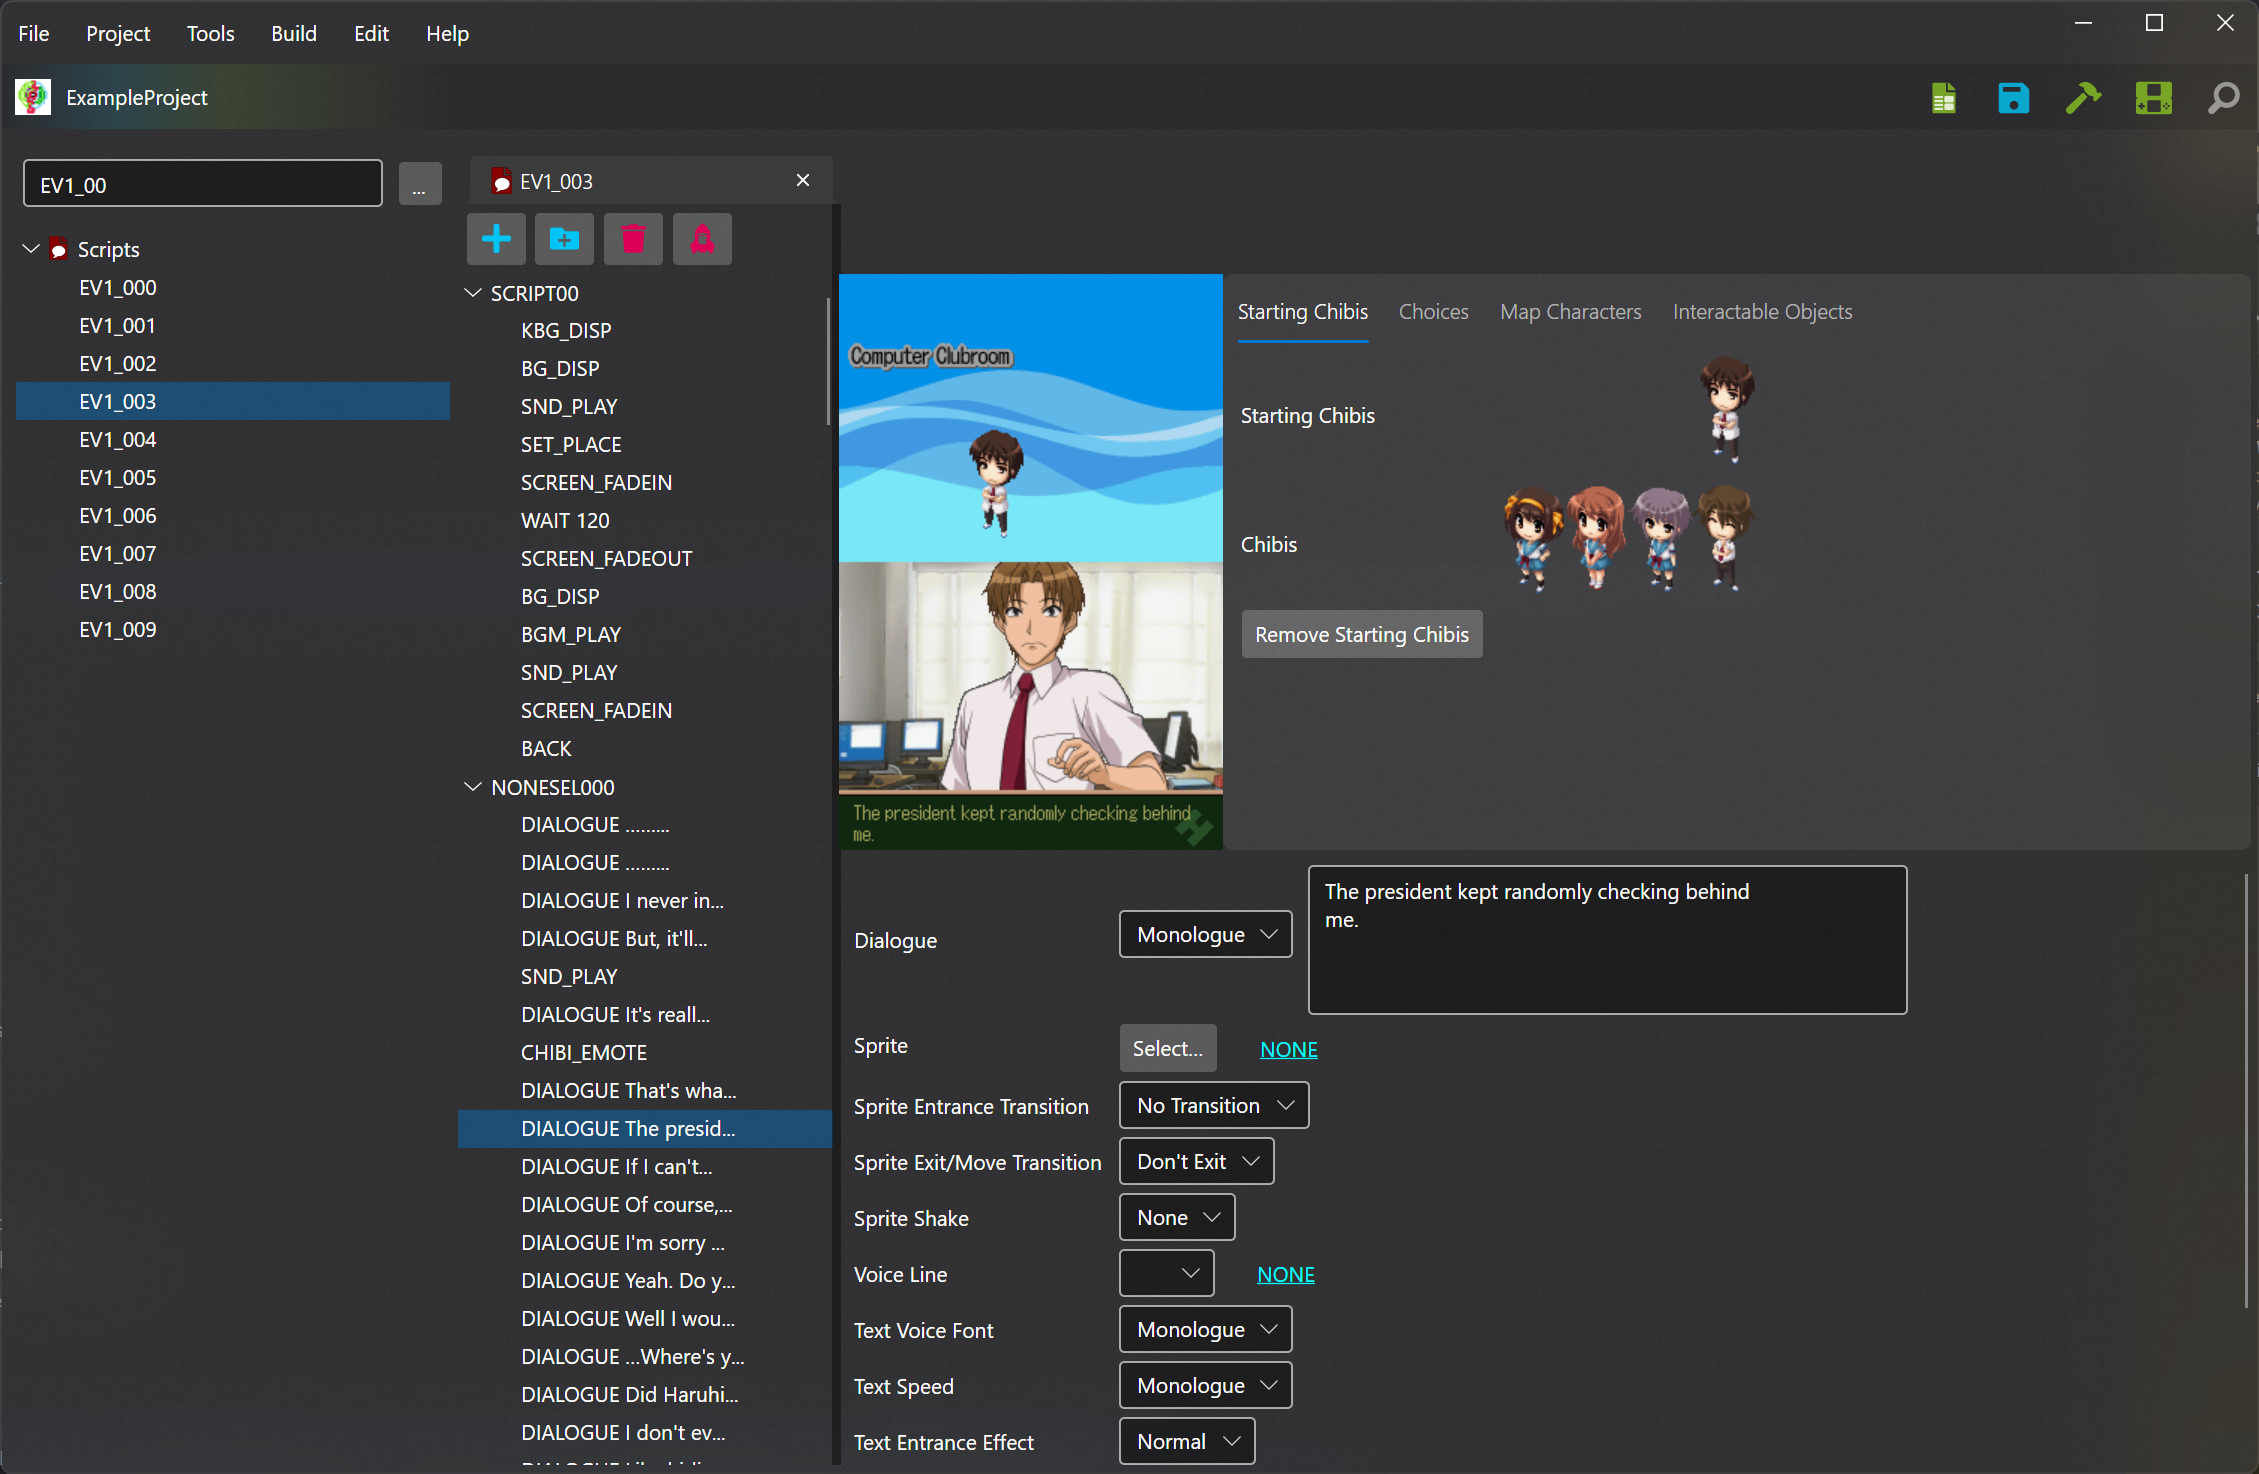 File Project Tools Build Edit Help
ExampleProject
EV1_00
...
Scripts
EV1_000
EV1_001
EV1_002
EV1_003
EV1_004
EV1_005
EV1_006
EV1_007
EV1_008
EV1_009
EV1_003
SCRIPT00
KBG_DISP
BG_DISP
SND_PLAY
SET_PLACE
SCREEN_FADEIN
WAIT 120
SCREEN_FADEOUT
BG_DISP
BGM_PLAY
SND_PLAY
SCREEN_FADEIN
BACK
NONESEL000
DIALOGUE .........
DIALOGUE .........
DIALOGUE I never in...
DIALOGUE But, it'll...
SND_PLAY
DIALOGUE It's reall...
CHIBI_EMOTE
DIALOGUE That's wha...
DIALOGUE The presid...
DIALOGUE If I can't...
DIALOGUE Of course,...
DIALOGUE I'm sorry ...
DIALOGUE Yeah. Do y...
DIALOGUE Well I wou...
DIALOGUE ...Where's y...
DIALOGUE Did Haruhi...
DIALOGUE I don't ev...
Computer Clubroom
The president kept randomly checking behind
me.
Starting Chibis Choices Map Characters Interactable Objects
Starting Chibis
Chibis
Remove Starting Chibis
Dialogue Monologue
The president kept randomly checking behind
me.
Sprite Select... NONE
Sprite Entrance Transition No Transition
Sprite Exit/Move Transition Don't Exit
Sprite Shake None
Voice Line NONE
Text Voice Font Monologue
Text Speed Monologue
Text Entrance Effect Normal